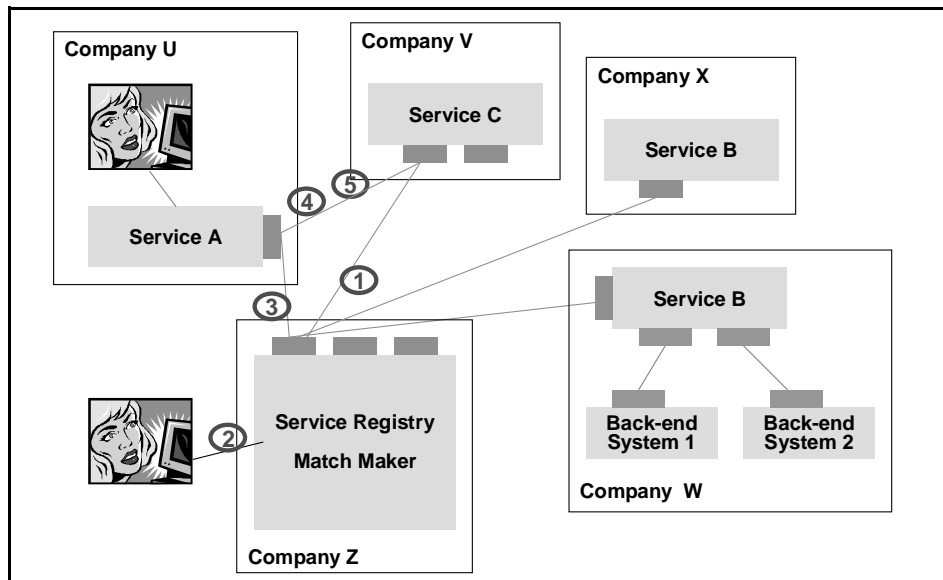 Company U
Company V
Company X
Service C
Service B
4
5
Service A
1
3
Service B
2
Service Registry
Match Maker
Back-end
System 1
Back-end
System 2
Company W
Company Z